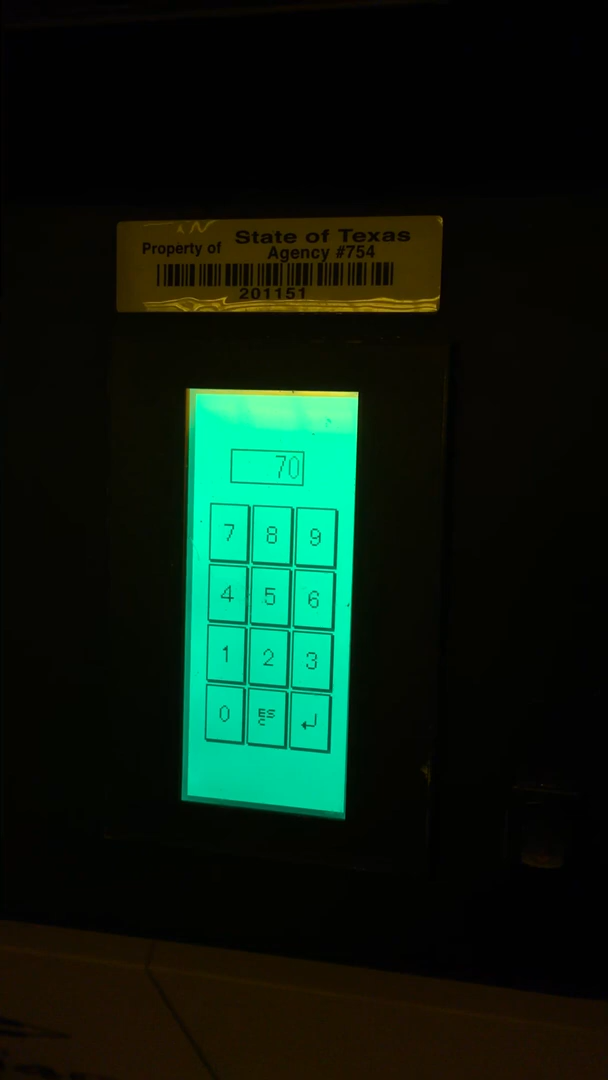 Property of State of Texas
Agency #754
201151
70
7 8 9
4 5 6
1 2 3
0 ESC ↵